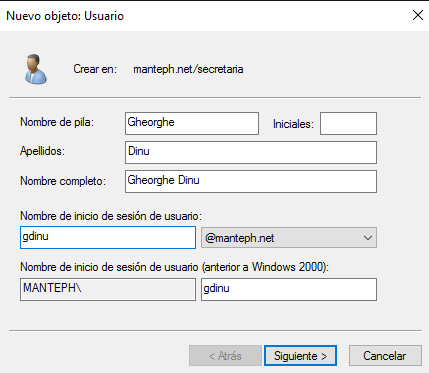 Nuevo objeto: Usuario
Crear en: manteph.net/secretaria
Nombre de pila: Gheorghe Iniciales:
Apellidos: Dinu
Nombre completo: Gheorghe Dinu
Nombre de inicio de sesión de usuario:
gdinu @manteph.net
Nombre de inicio de sesión de usuario (anterior a Windows 2000):
MANTEPH\ gdinu
< Atrás Siguiente > Cancelar